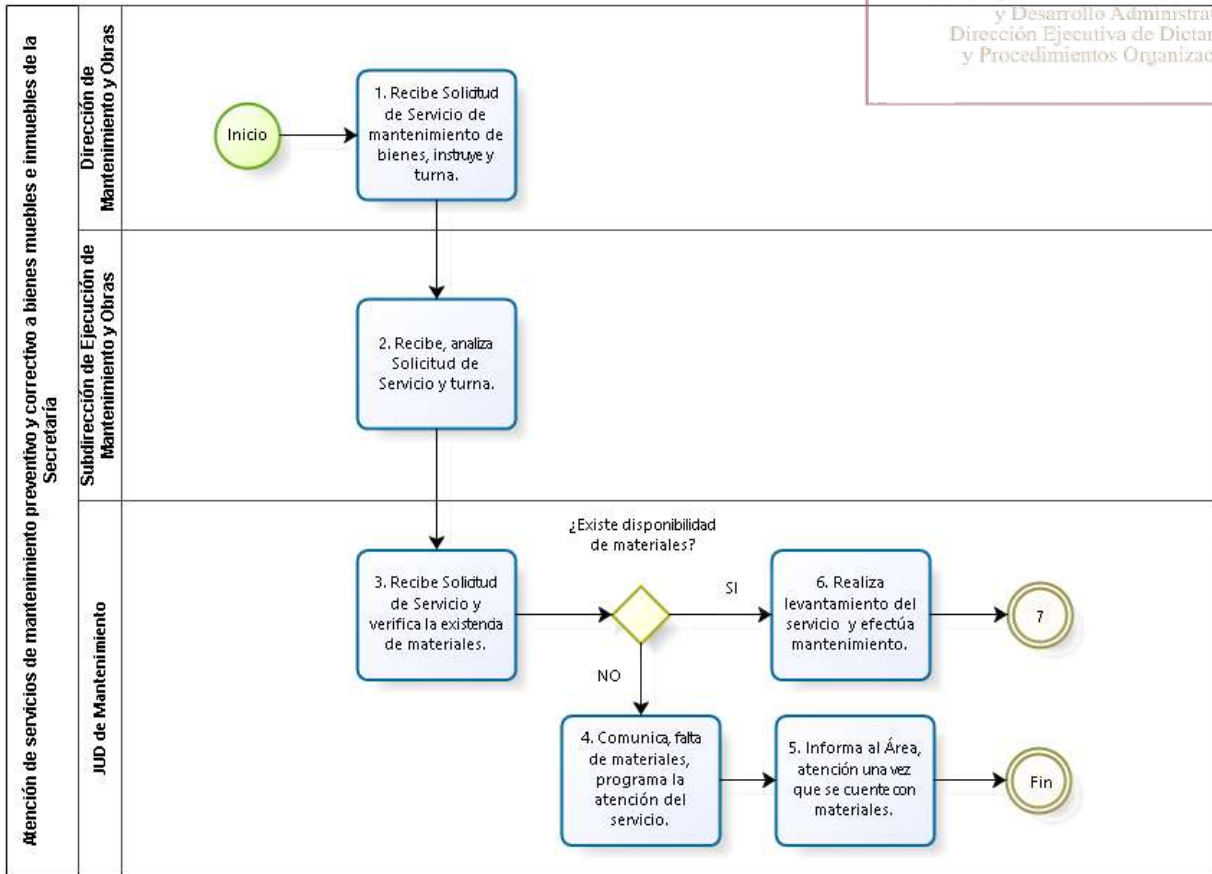 y Desarrollo Administra
Dirección Ejecutiva de Dicta
y Procedimientos Organizac
Atención de servicios de mantenimiento preventivo y correctivo a bienes muebles e inmuebles de la
Secretaría
Dirección de
Mantenimiento y Obras
Inicio
1. Recibe Solicitud
de Servicio de
mantenimiento de
bienes, instruye y
turna.
Subdirección de Ejecución de
Mantenimiento y Obras
2. Recibe, analiza
Solicitud de
Servicio y turna.
JUD de Mantenimiento
3. Recibe Solicitud
de Servicio y
verifica la existencia
de materiales.
¿Existe disponibilidad
de materiales?
SI
6. Realiza
levantamiento del
servicio y efectúa
mantenimiento.
7
NO
4. Comunica, falta
de materiales,
programa la
atención del
servicio.
5. Informa al Área,
atención una vez
que se cuente con
materiales.
Fin